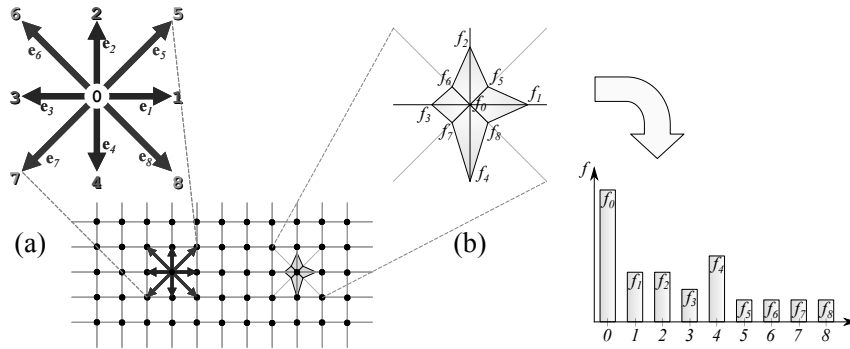 6 2 5
e6 e2 e5
3 e3 0 e1 1
e7 e4 e8
7 4 8
(a)
f2
f6 f5
f3 f0 f1
f7 f8
f4
(b)
f
f0
f1 f2 f3 f4 f5 f6 f7 f8
0 1 2 3 4 5 6 7 8